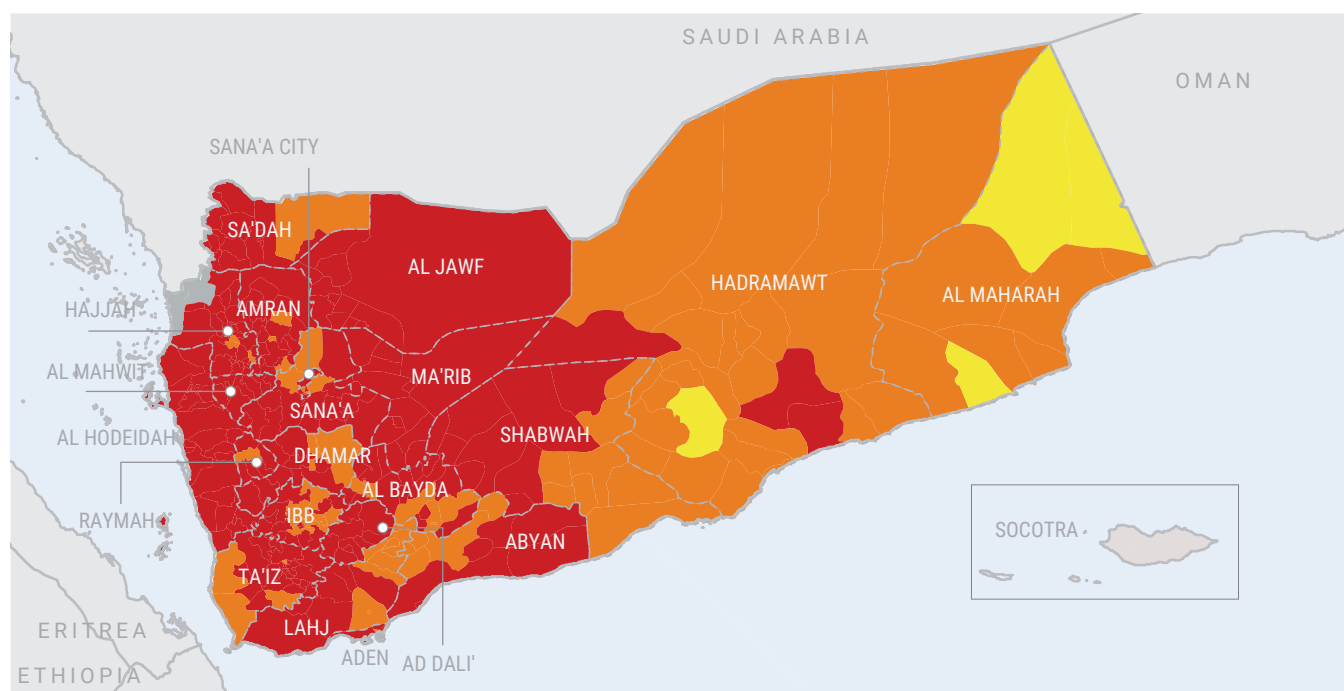 SAUDI ARABIA
OMAN
SANA'A CITY
SA'DAH
AL JAWF
HADRAMAWT
AL MAHARAH
HAJJAH
AMRAN
AL MAHWIT
MA'RIB
SANA'A
AL HODEIDAH
SHABWAH
DHAMAR
AL BAYDA
RAYMAH
IBB
SOCOTRA
ABYAN
TA'IZ
LAHJ
ERITREA
ADEN
AD DALI'
ETHIOPIA